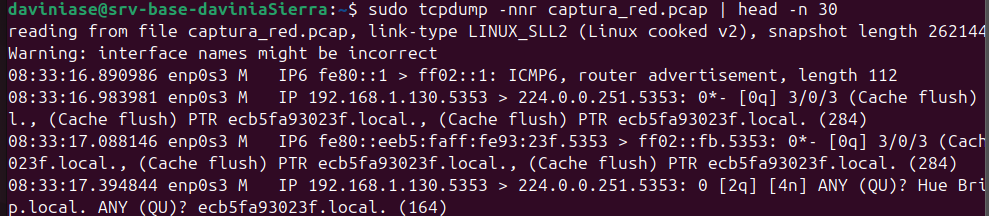 daviniase@srv-base-daviniaSierra:~$ sudo tcpdump -nnr captura_red.pcap | head -n 30
reading from file captura_red.pcap, link-type LINUX_SLL2 (Linux cooked v2), snapshot length 262144
Warning: interface names might be incorrect
08:33:16.890986 enp0s3 M   IP6 fe80::1 > ff02::1: ICMP6, router advertisement, length 112
08:33:16.983981 enp0s3 M   IP 192.168.1.130.5353 > 224.0.0.251.5353: 0*- [0q] 3/0/3 (Cache flush)
l., (Cache flush) PTR ecb5fa93023f.local., (Cache flush) PTR ecb5fa93023f.local. (284)
08:33:17.088146 enp0s3 M   IP6 fe80::eeb5:faff:fe93:23f.5353 > ff02::fb.5353: 0*- [0q] 3/0/3 (Cach
023f.local., (Cache flush) PTR ecb5fa93023f.local., (Cache flush) PTR ecb5fa93023f.local. (284)
08:33:17.394844 enp0s3 M   IP 192.168.1.130.5353 > 224.0.0.251.5353: 0 [2q] [4n] ANY (QU)? Hue Bri
p.local. ANY (QU)? ecb5fa93023f.local. (164)